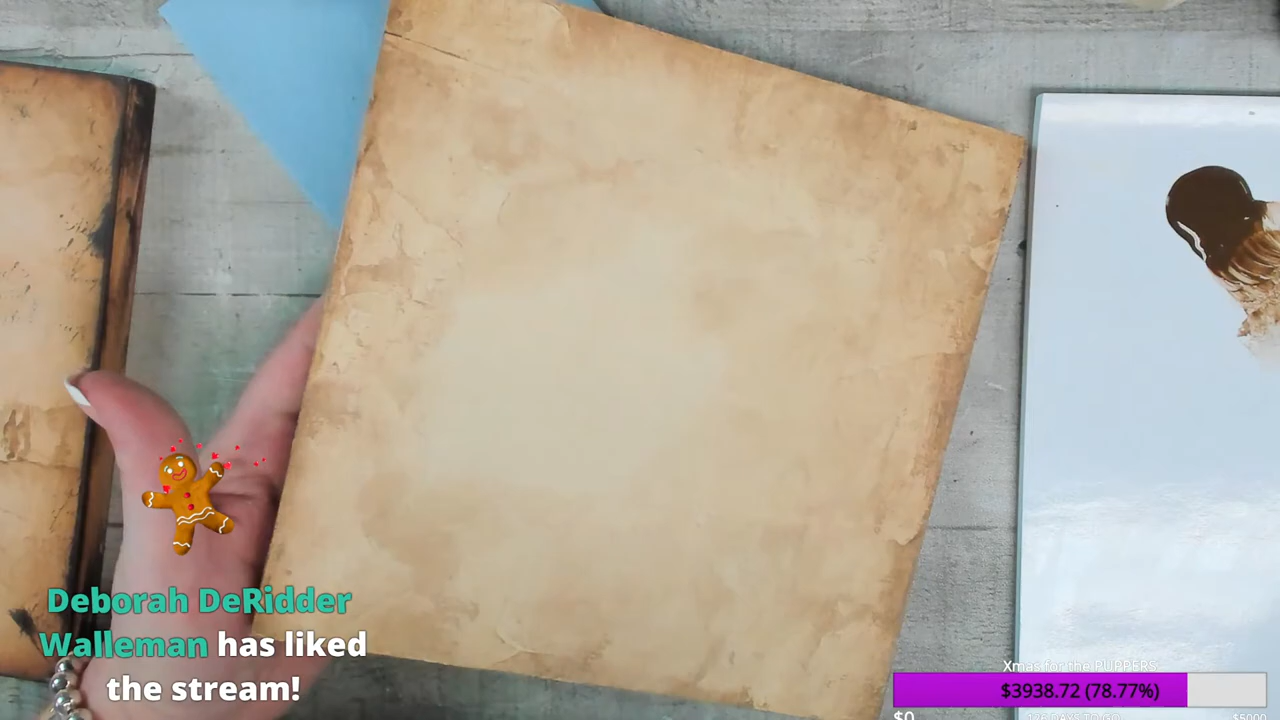 Deborah DeRidder
Walleman has liked
the stream!
Xmas for the PUPPERS
$3938.72 (78.77%)
$0
$5000